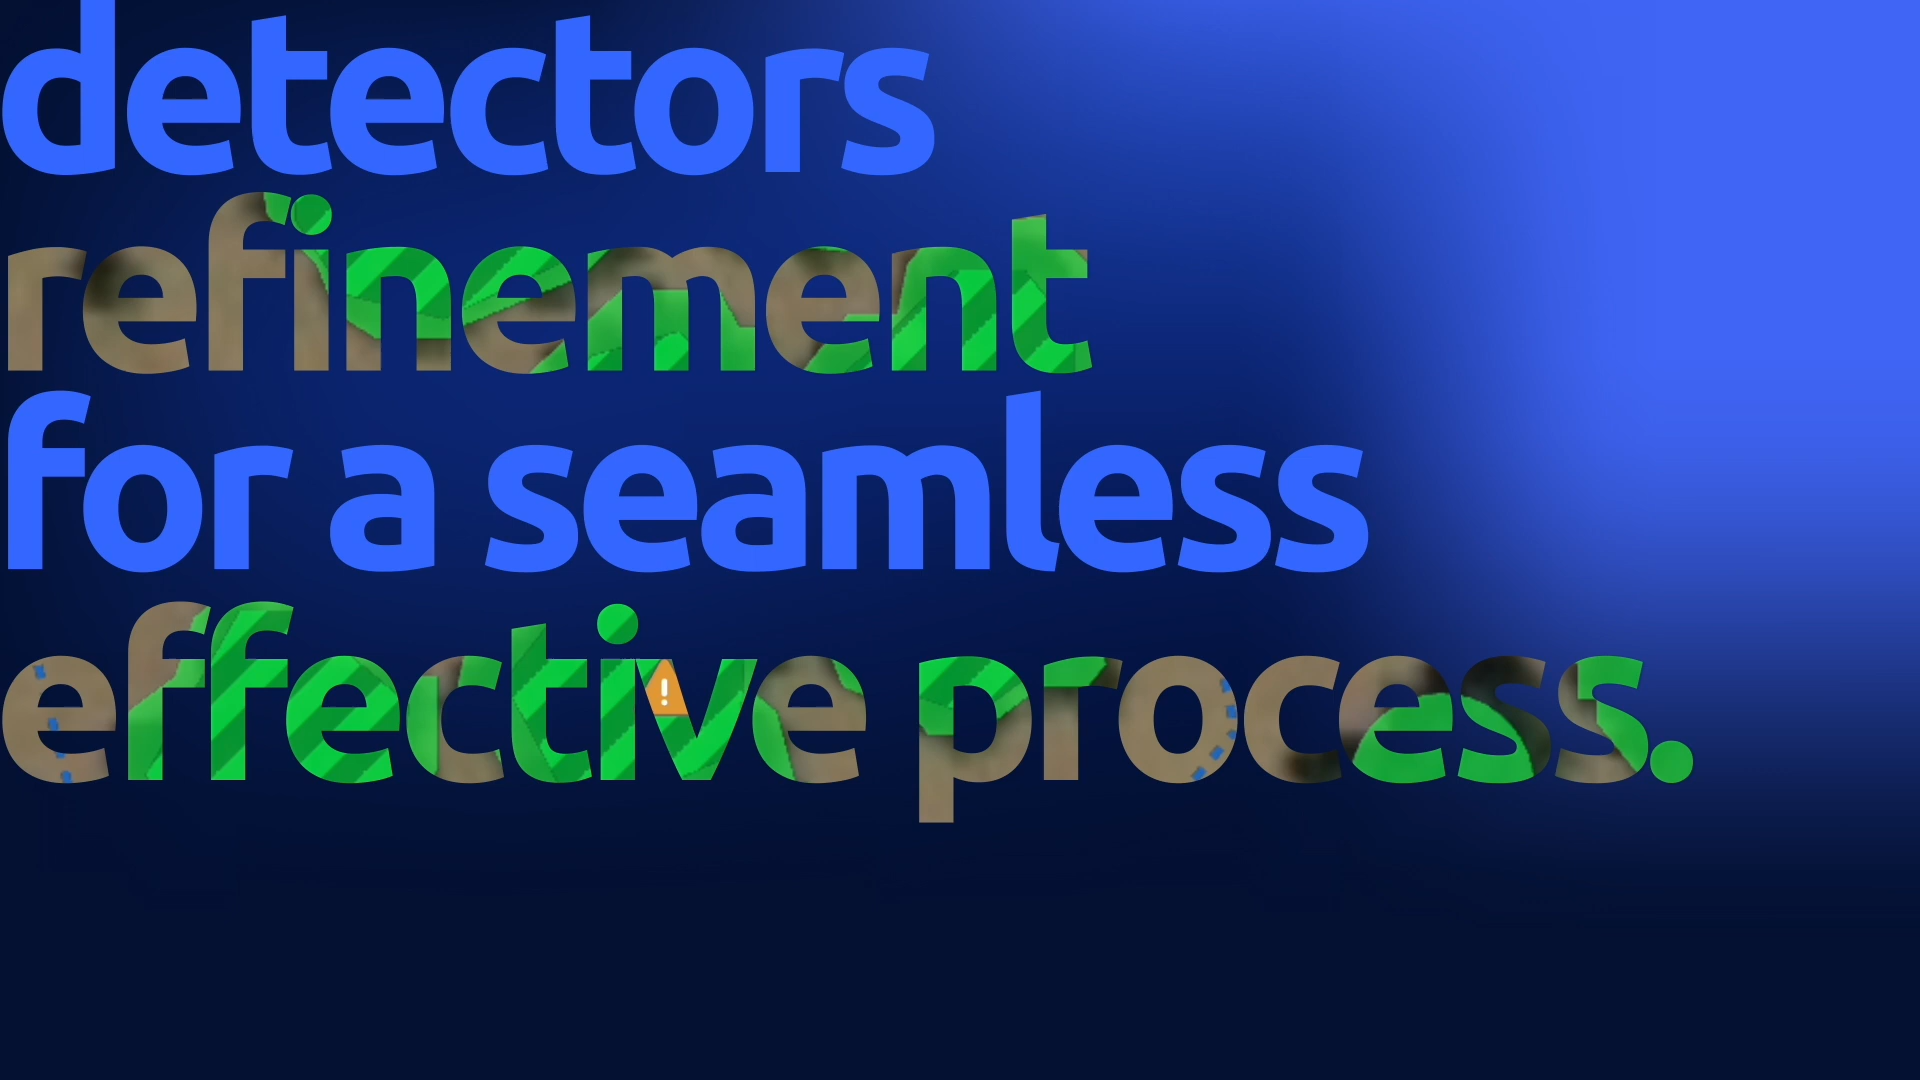 detectors
refinement
for a seamless
effective process.